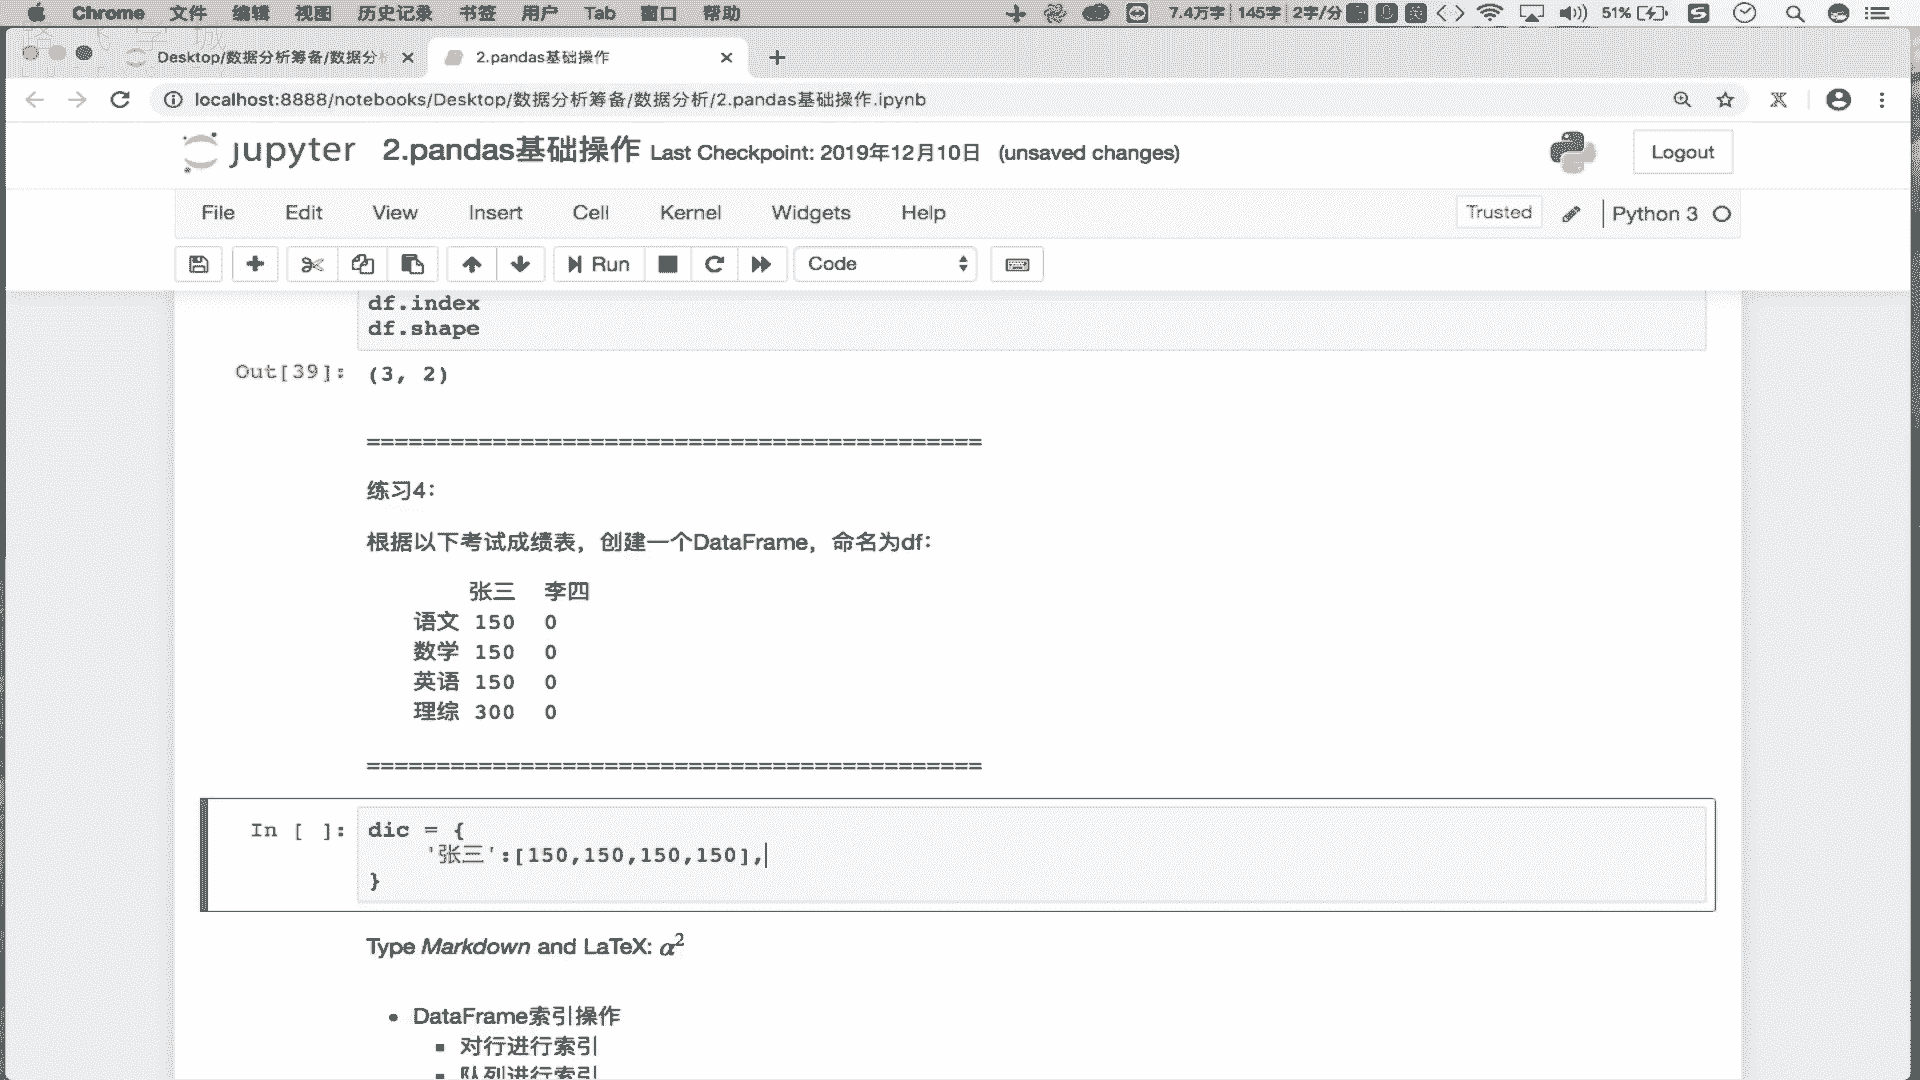 Chrome 文件 编辑 视图 历史记录 书签 用户 Tab 窗口 帮助 7.4万字 145字 2字/分 英 51%
Desktop/数据分析筹备/数据分 2.pandas基础操作
localhost:8888/notebooks/Desktop/数据分析筹备/数据分析/2.pandas基础操作.ipynb
jupyter 2.pandas基础操作 Last Checkpoint: 2019年12月10日 (unsaved changes) Logout
File Edit View Insert Cell Kernel Widgets Help Trusted Python 3
Run Code
df.index
df.shape
Out[39]: (3, 2)
============================================
练习4：
根据以下考试成绩表，创建一个DataFrame，命名为df：
张三 李四
语文 150 0
数学 150 0
英语 150 0
理综 300 0
============================================
In [ ]: dic = {
'张三':[150,150,150,150],
}
Type Markdown and LaTeX: α2
• DataFrame索引操作
▪ 对行进行索引
▪ 队列进行索引